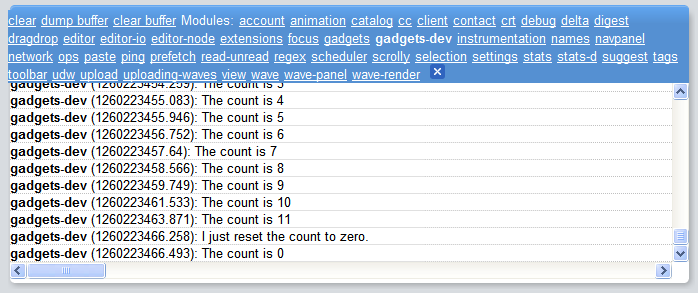 clear dump buffer clear buffer Modules: account animation catalog cc client contact crt debug delta digest
dragdrop editor editor-io editor-node extensions focus gadgets gadgets-dev instrumentation names navpanel
network ops paste ping prefetch read-unread regex scheduler scrolly selection settings stats stats-d suggest tags
toolbar udw upload uploading-waves view wave wave-panel wave-render
gadgets-dev (1260223454.259): The count is 3
gadgets-dev (1260223455.083): The count is 4
gadgets-dev (1260223455.946): The count is 5
gadgets-dev (1260223456.752): The count is 6
gadgets-dev (1260223457.64): The count is 7
gadgets-dev (1260223458.566): The count is 8
gadgets-dev (1260223459.749): The count is 9
gadgets-dev (1260223461.533): The count is 10
gadgets-dev (1260223463.871): The count is 11
gadgets-dev (1260223466.258): I just reset the count to zero.
gadgets-dev (1260223466.493): The count is 0